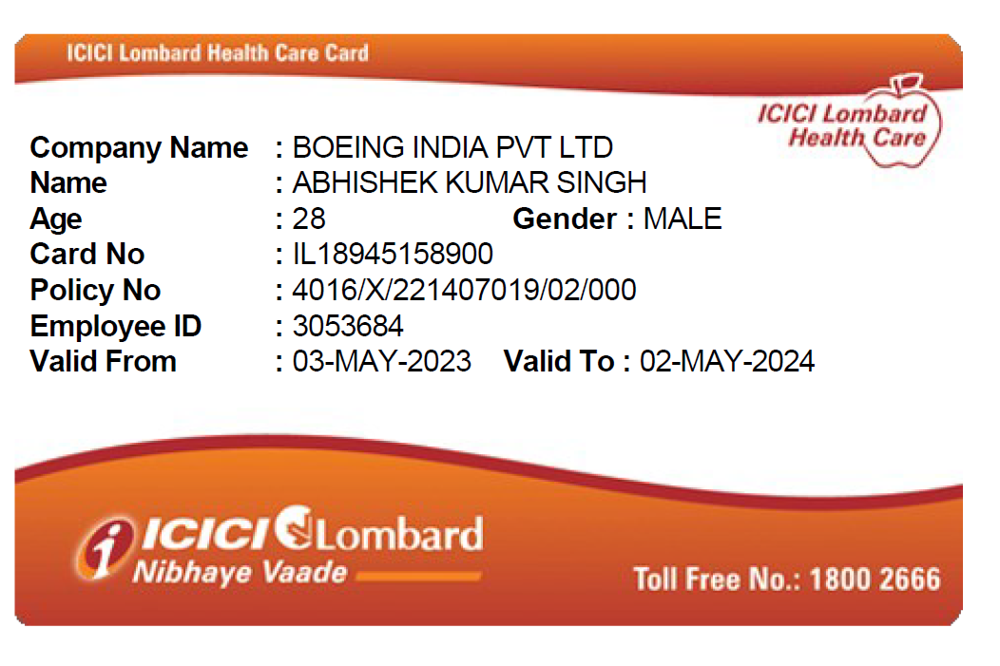 ICICI Lombard Health Care Card
ICICI Lombard
Health Care
Company Name : BOEING INDIA PVT LTD
Name : ABHISHEK KUMAR SINGH
Age : 28 Gender : MALE
Card No : IL18945158900
Policy No : 4016/X/221407019/02/000
Employee ID : 3053684
Valid From : 03-MAY-2023 Valid To : 02-MAY-2024
i ICICI Lombard
Nibhaye Vaade
Toll Free No.: 1800 2666